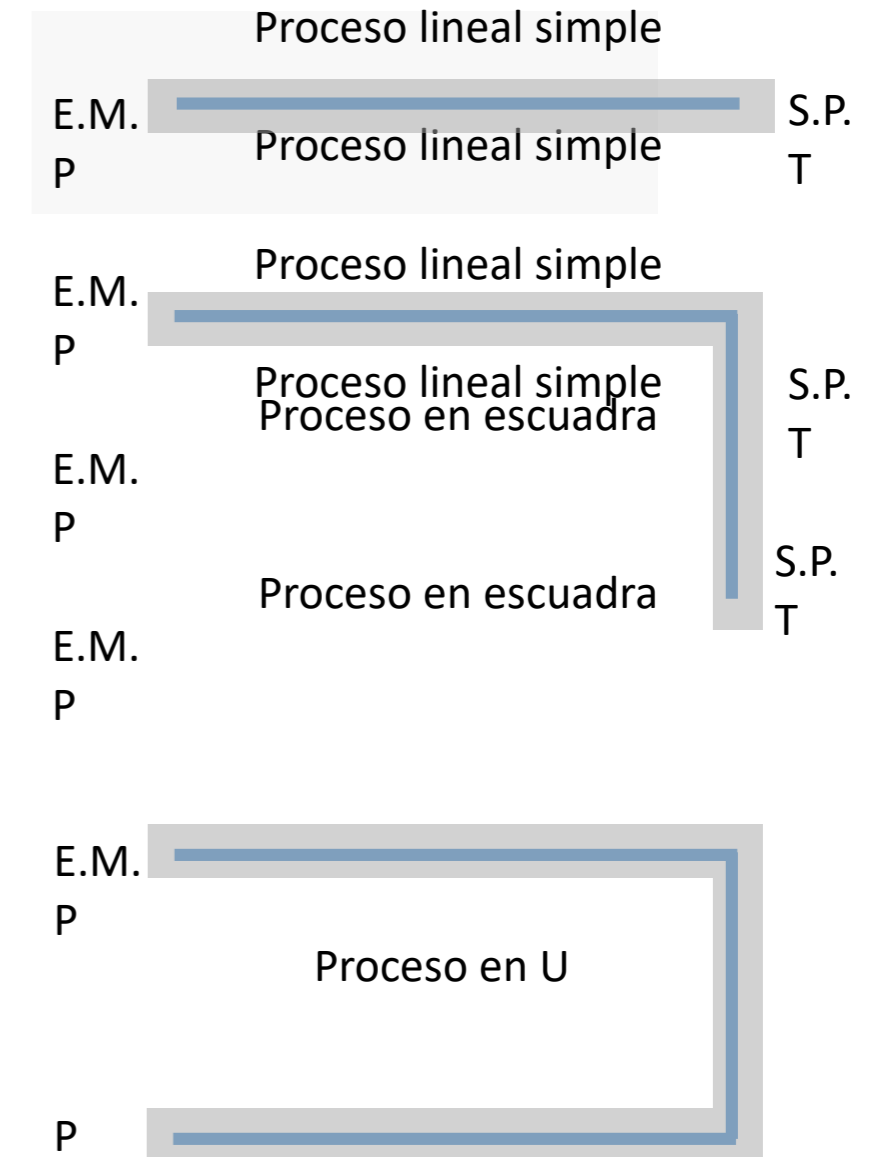 Proceso lineal simple
E.M.
P
S.P.
T
Proceso lineal simple
Proceso lineal simple
E.M.
P
Proceso lineal simple
S.P.
T
Proceso en escuadra
E.M.
P
S.P.
T
Proceso en escuadra
E.M.
P
E.M.
P
Proceso en U
P